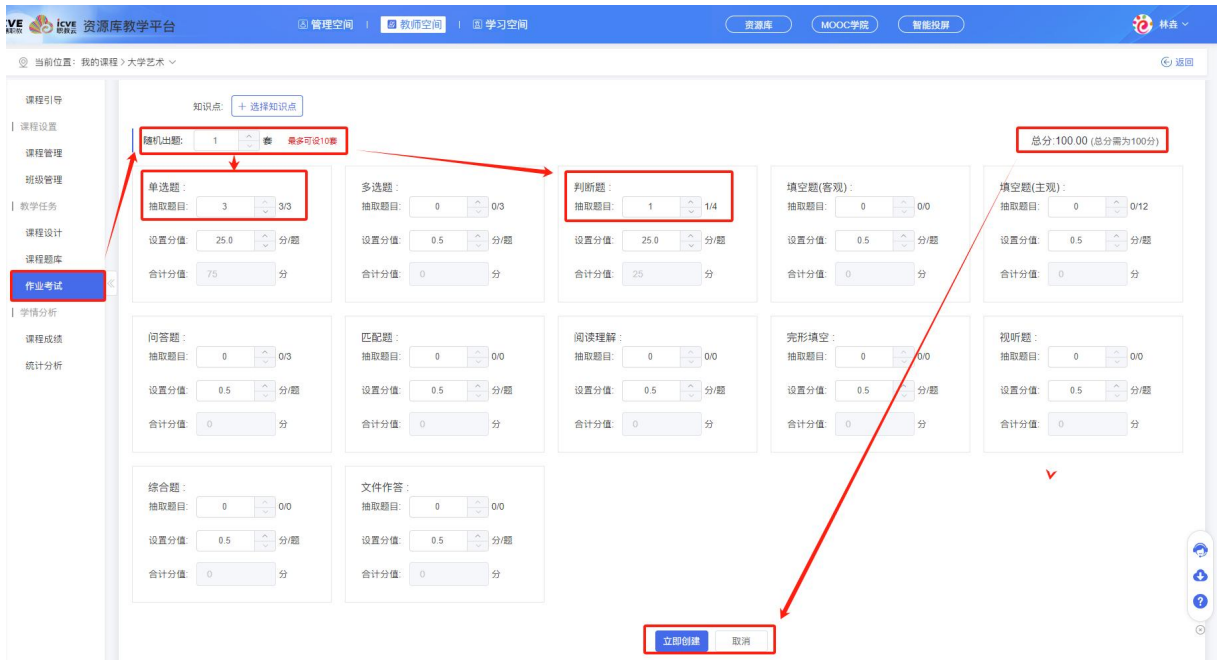 icve 资源库教学平台 管理空间 教师空间 学习空间 资源库 MOOC学院 智能投屏 林垚
当前位置: 我的课程 > 大学艺术 返回
课程引导
课程设置
课程管理
班级管理
教学任务
课程设计
课程题库
作业考试
学情分析
课程成绩
统计分析
知识点: + 选择知识点
随机出题: 1 套 最多可设10套 总分:100.00 (总分需为100分)
单选题 : 多选题 : 判断题 : 填空题(客观) : 填空题(主观) :
抽取题目: 3 3/3 抽取题目: 0 0/3 抽取题目: 1 1/4 抽取题目: 0 0/0 抽取题目: 0 0/12
设置分值: 25.0 分/题 设置分值: 0.5 分/题 设置分值: 25.0 分/题 设置分值: 0.5 分/题 设置分值: 0.5 分/题
合计分值: 75 分 合计分值: 0 分 合计分值: 25 分 合计分值: 0 分 合计分值: 0 分
问答题 : 匹配题 : 阅读理解 : 完形填空 : 视听题 :
抽取题目: 0 0/3 抽取题目: 0 0/0 抽取题目: 0 0/0 抽取题目: 0 0/0 抽取题目: 0 0/0
设置分值: 0.5 分/题 设置分值: 0.5 分/题 设置分值: 0.5 分/题 设置分值: 0.5 分/题 设置分值: 0.5 分/题
合计分值: 0 分 合计分值: 0 分 合计分值: 0 分 合计分值: 0 分 合计分值: 0 分
综合题 : 文件作答 :
抽取题目: 0 0/0 抽取题目: 0 0/0
设置分值: 0.5 分/题 设置分值: 0.5 分/题
合计分值: 0 分 合计分值: 0 分
立即创建 取消